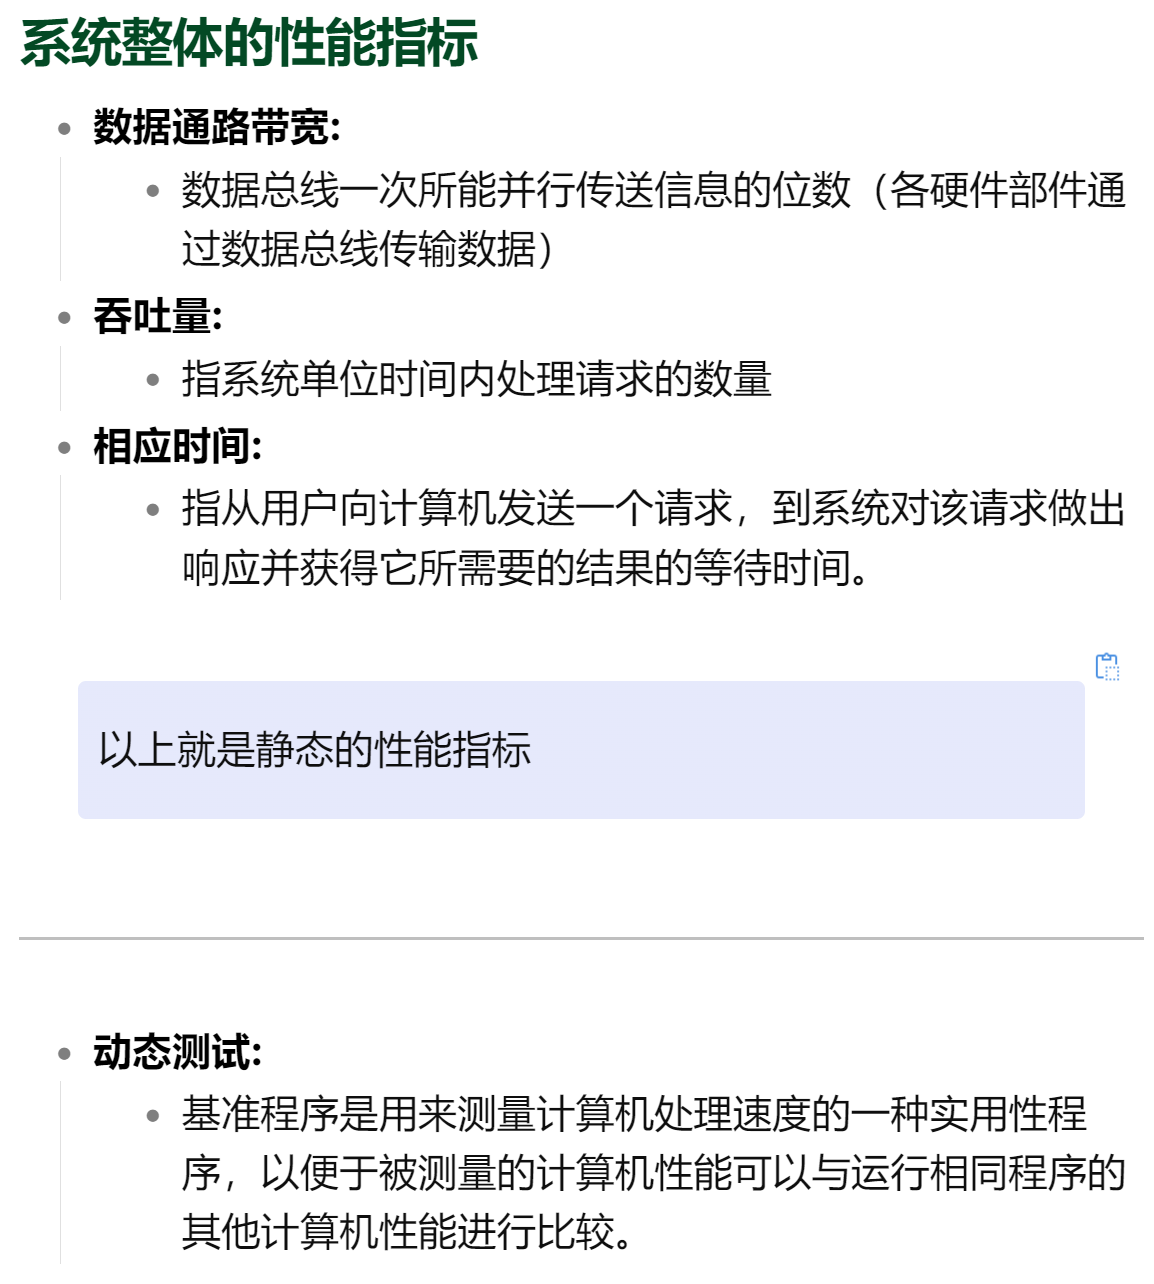 系统整体的性能指标
数据通路带宽:
数据总线一次所能并行传送信息的位数（各硬件部件通
过数据总线传输数据）
吞吐量:
指系统单位时间内处理请求的数量
相应时间:
指从用户向计算机发送一个请求，到系统对该请求做出
响应并获得它所需要的结果的等待时间。
以上就是静态的性能指标
动态测试:
基准程序是用来测量计算机处理速度的一种实用性程
序，以便于被测量的计算机性能可以与运行相同程序的
其他计算机性能进行比较。